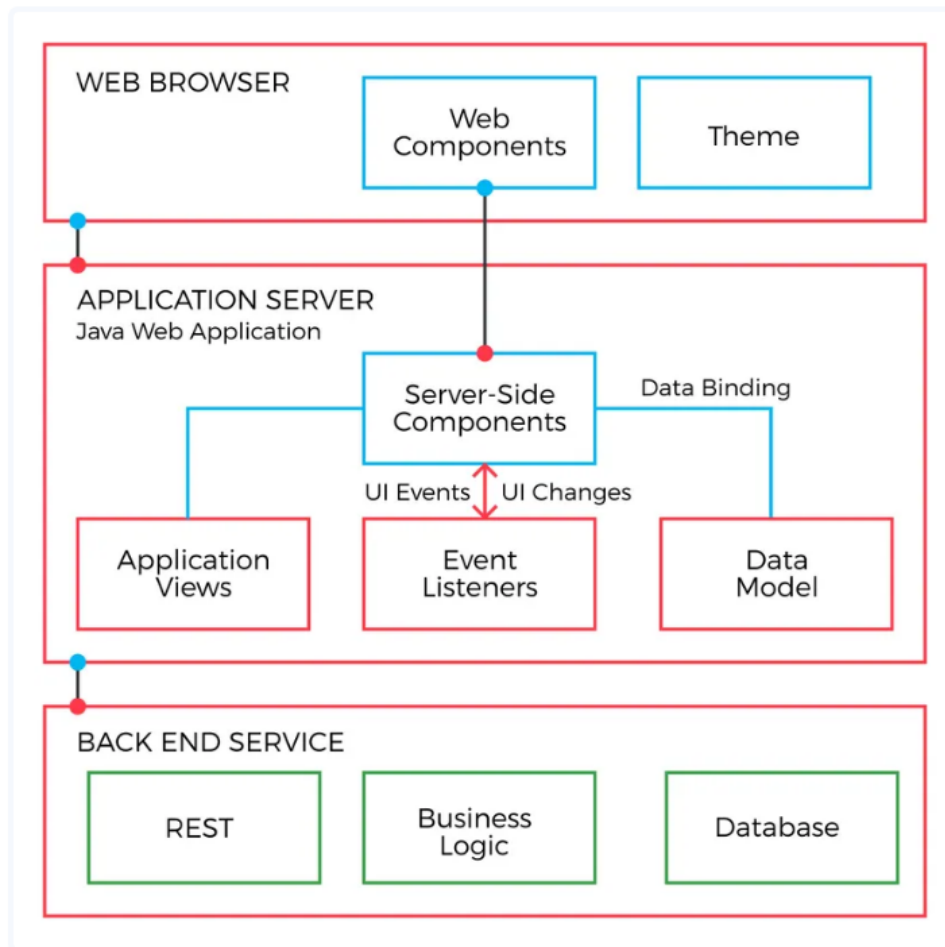 WEB BROWSER
Web
Components
Theme
APPLICATION SERVER
Java Web Application
Server-Side
Components
Data Binding
UI Events
UI Changes
Application
Views
Event
Listeners
Data
Model
BACK END SERVICE
REST
Business
Logic
Database